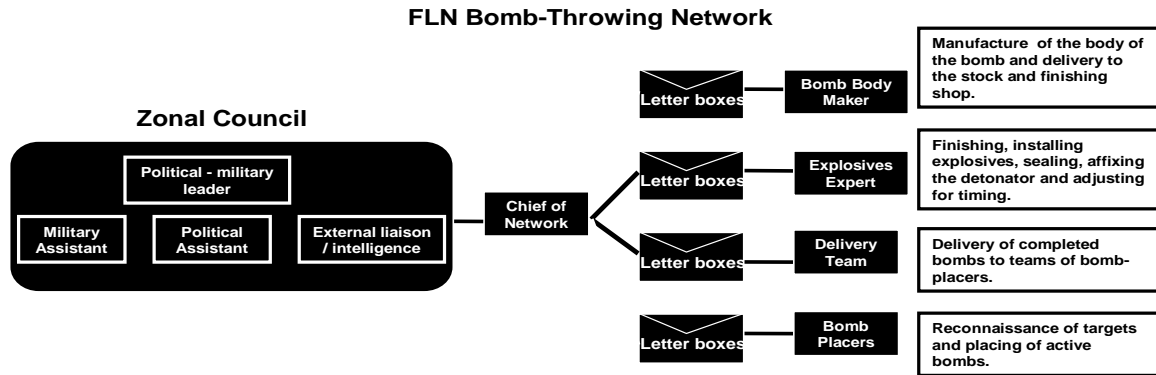 FLN Bomb-Throwing Network
Zonal Council
Political - military
leader
Military
Assistant
Political
Assistant
External liaison
/ intelligence
Chief of
Network
Letter boxes
Bomb Body
Maker
Manufacture of the body of
the bomb and delivery to
the stock and finishing
shop.
Letter boxes
Explosives
Expert
Finishing, installing
explosives, sealing, affixing
the detonator and adjusting
for timing.
Letter boxes
Delivery
Team
Delivery of completed
bombs to teams of bomb-
placers.
Letter boxes
Bomb
Placers
Reconnaissance of targets
and placing of active
bombs.